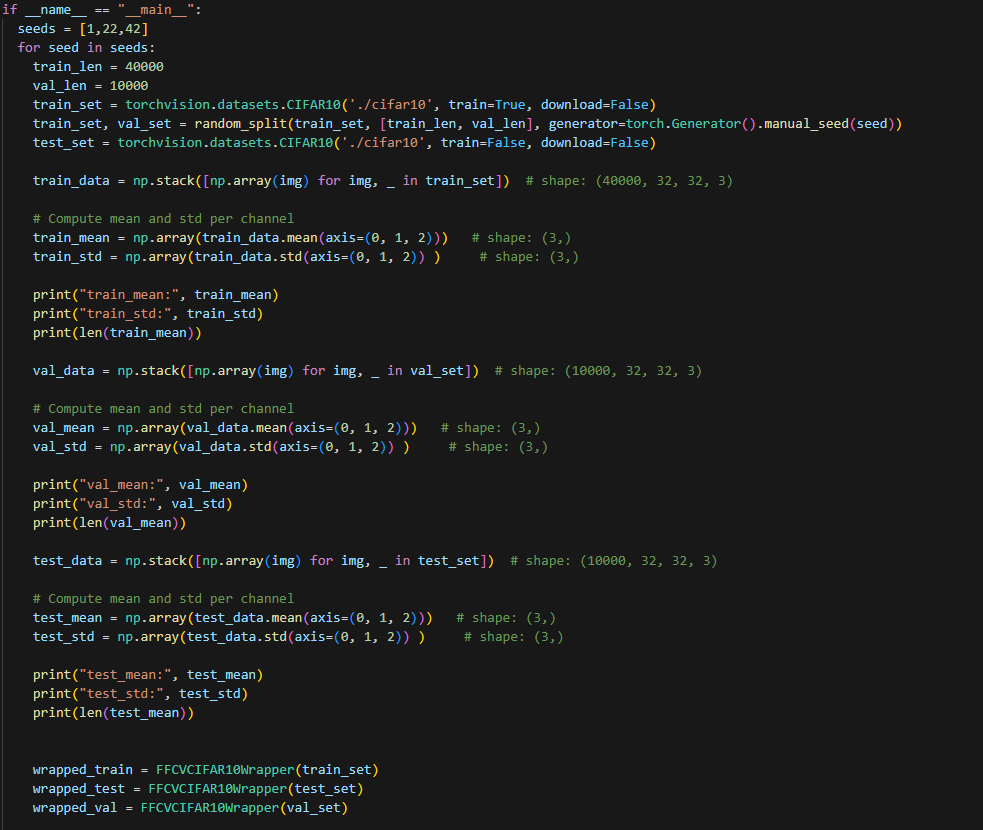 if __name__ == "__main__":
  seeds = [1,22,42]
  for seed in seeds:
    train_len = 40000
    val_len = 10000
    train_set = torchvision.datasets.CIFAR10('./cifar10', train=True, download=False)
    train_set, val_set = random_split(train_set, [train_len, val_len], generator=torch.Generator().manual_seed(seed))
    test_set = torchvision.datasets.CIFAR10('./cifar10', train=False, download=False)

    train_data = np.stack([np.array(img) for img, _ in train_set])  # shape: (40000, 32, 32, 3)

    # Compute mean and std per channel
    train_mean = np.array(train_data.mean(axis=(0, 1, 2)))   # shape: (3,)
    train_std = np.array(train_data.std(axis=(0, 1, 2)) )     # shape: (3,)

    print("train_mean:", train_mean)
    print("train_std:", train_std)
    print(len(train_mean))

    val_data = np.stack([np.array(img) for img, _ in val_set])  # shape: (10000, 32, 32, 3)

    # Compute mean and std per channel
    val_mean = np.array(val_data.mean(axis=(0, 1, 2)))   # shape: (3,)
    val_std = np.array(val_data.std(axis=(0, 1, 2)) )     # shape: (3,)

    print("val_mean:", val_mean)
    print("val_std:", val_std)
    print(len(val_mean))

    test_data = np.stack([np.array(img) for img, _ in test_set])  # shape: (10000, 32, 32, 3)

    # Compute mean and std per channel
    test_mean = np.array(test_data.mean(axis=(0, 1, 2)))   # shape: (3,)
    test_std = np.array(test_data.std(axis=(0, 1, 2)) )     # shape: (3,)

    print("test_mean:", test_mean)
    print("test_std:", test_std)
    print(len(test_mean))


    wrapped_train = FFCVCIFAR10Wrapper(train_set)
    wrapped_test = FFCVCIFAR10Wrapper(test_set)
    wrapped_val = FFCVCIFAR10Wrapper(val_set)